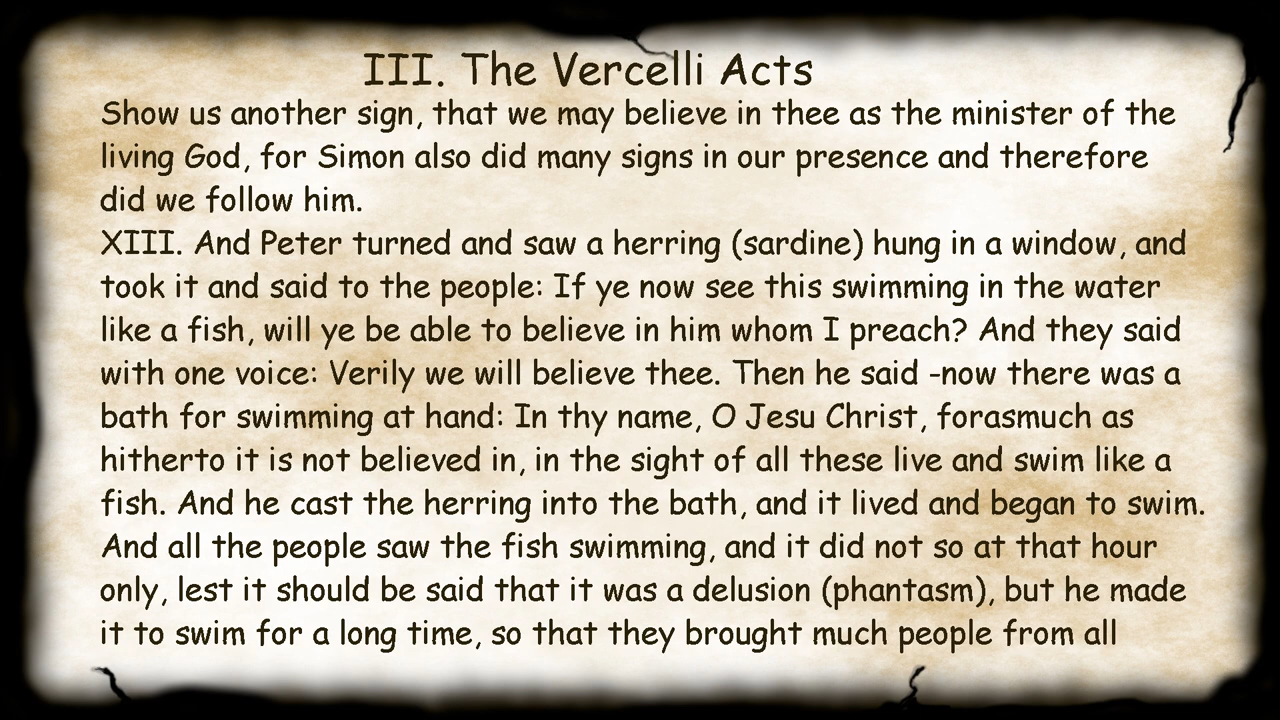 III. The Vercelli Acts
Show us another sign, that we may believe in thee as the minister of the
living God, for Simon also did many signs in our presence and therefore
did we follow him.
XIII. And Peter turned and saw a herring (sardine) hung in a window, and
took it and said to the people: If ye now see this swimming in the water
like a fish, will ye be able to believe in him whom I preach? And they said
with one voice: Verily we will believe thee. Then he said -now there was a
bath for swimming at hand: In thy name, O Jesu Christ, forasmuch as
hitherto it is not believed in, in the sight of all these live and swim like a
fish. And he cast the herring into the bath, and it lived and began to swim.
And all the people saw the fish swimming, and it did not so at that hour
only, lest it should be said that it was a delusion (phantasm), but he made
it to swim for a long time, so that they brought much people from all